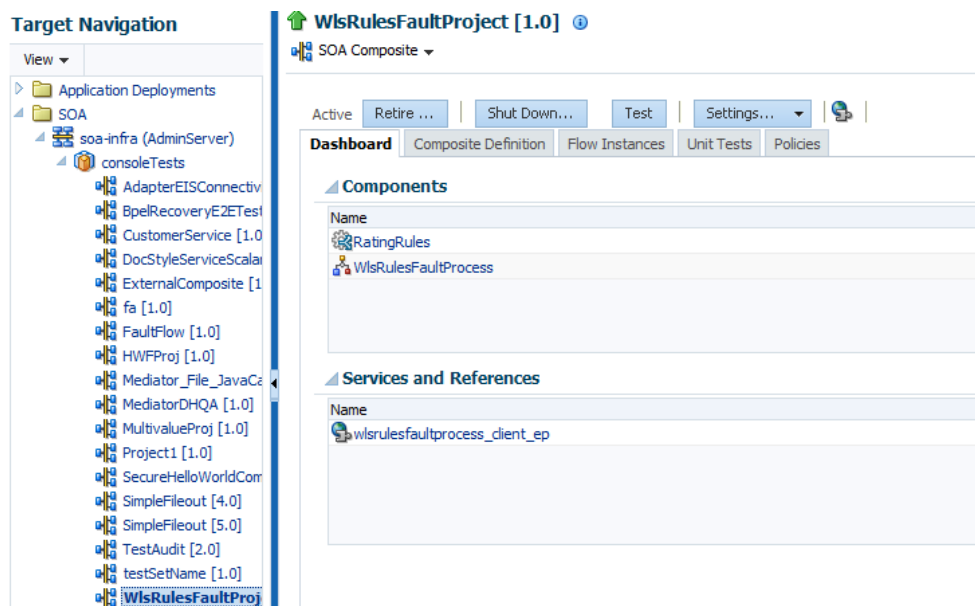 Target Navigation
View
Application Deployments
SOA
soa-infra (AdminServer)
consoleTests
AdapterEISConnectiv
BpelRecoveryE2ETest
CustomerService [1.0
DocStyleServiceScalar
ExternalComposite [1
fa [1.0]
FaultFlow [1.0]
HWFProj [1.0]
Mediator_File_JavaCa
MediatorDHQA [1.0]
MultivalueProj [1.0]
Project1 [1.0]
SecureHelloWorldCom
SimpleFileout [4.0]
SimpleFileout [5.0]
TestAudit [2.0]
testSetName [1.0]
WlsRulesFaultProj
WlsRulesFaultProject [1.0]
SOA Composite
Active Retire ... Shut Down... Test Settings...
Dashboard Composite Definition Flow Instances Unit Tests Policies
Components
Name
RatingRules
WlsRulesFaultProcess
Services and References
Name
wlsrulesfaultprocess_client_ep